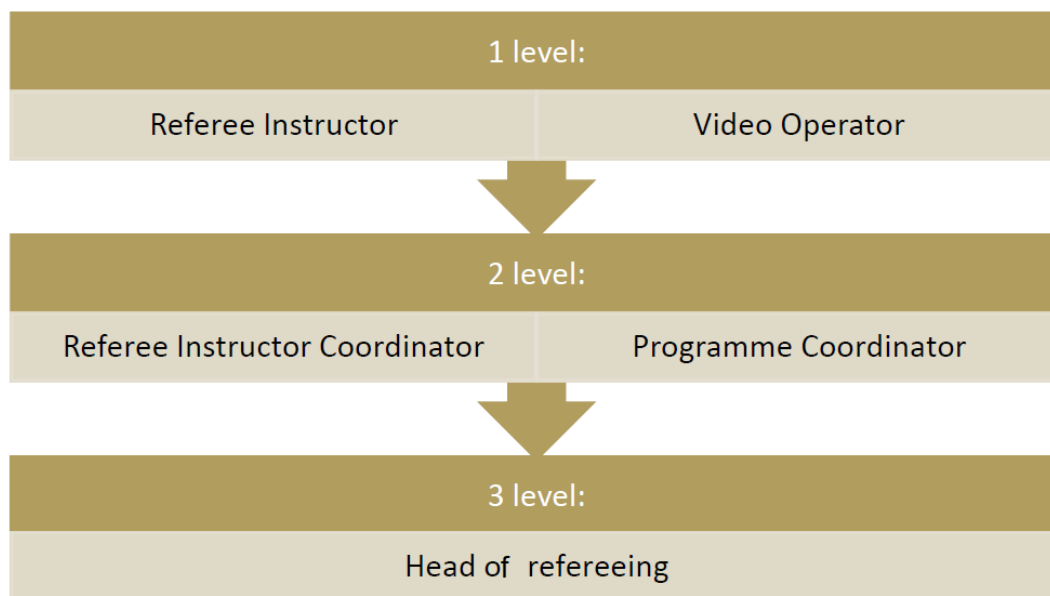 1 level:
Referee Instructor
Video Operator
2 level:
Referee Instructor Coordinator
Programme Coordinator
3 level:
Head of refereeing